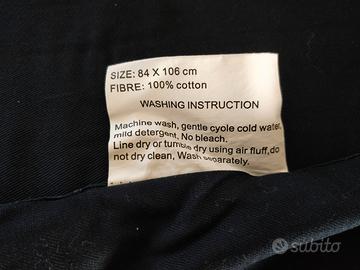 SIZE: 84 X 106 cm
FIBRE: 100% cotton
WASHING INSTRUCTION
Machine wash, gentle cycle cold water,
mild detergent, No bleach.
Line dry or tumble dry using air fluff,do
not dry clean, Wash separately.
subito